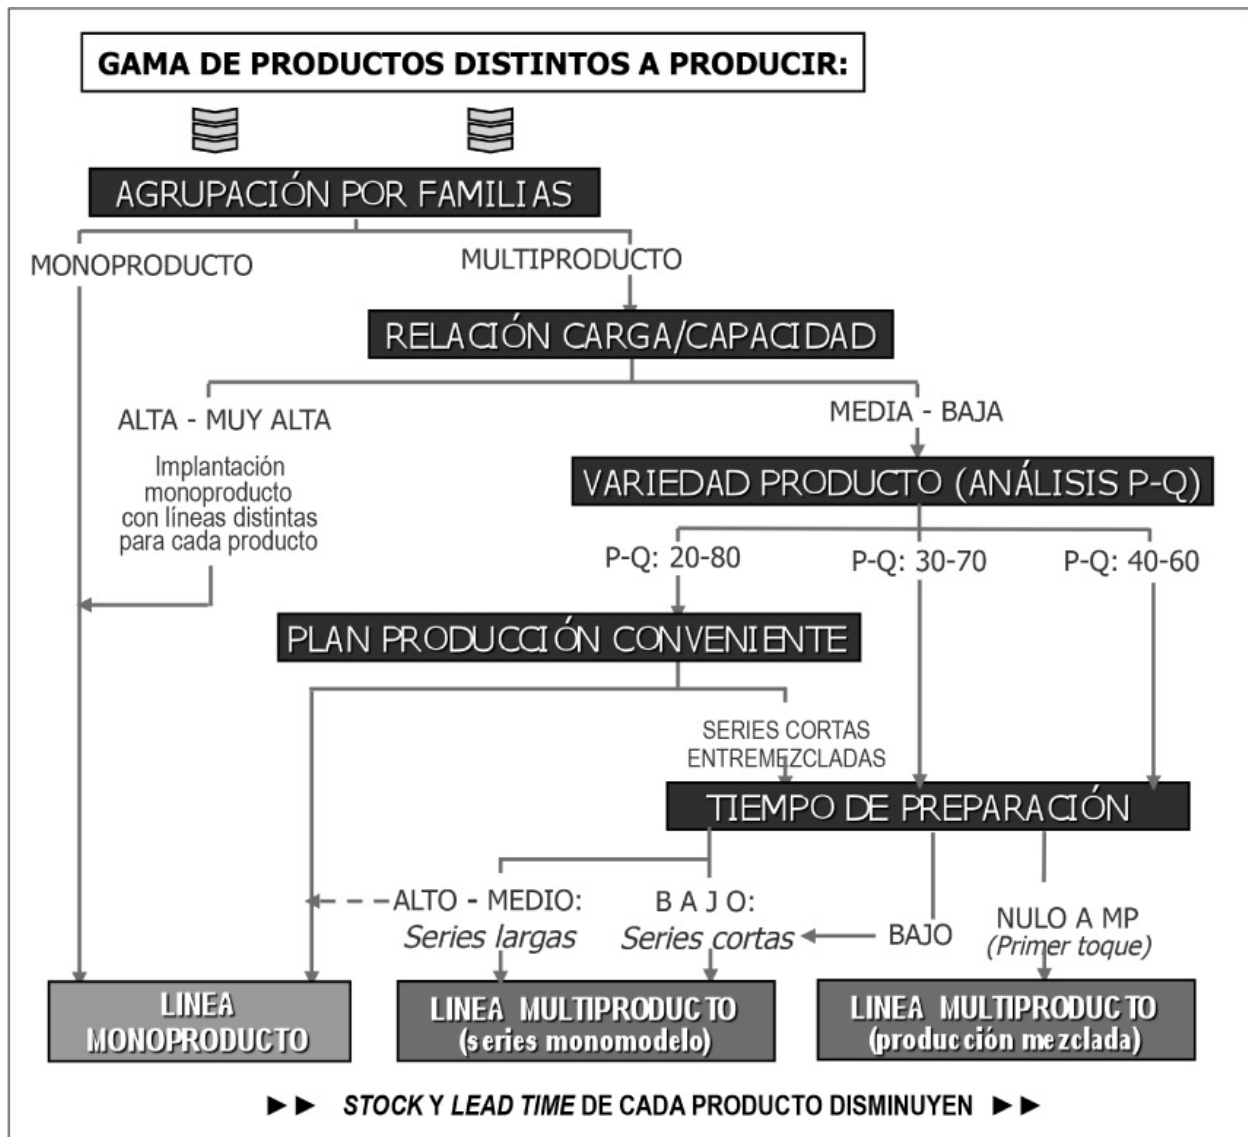 GAMA DE PRODUCTOS DISTINTOS A PRODUCIR:
AGRUPACIÓN POR FAMILIAS
MONOPRODUCTO
MULTIPRODUCTO
RELACIÓN CARGA/CAPACIDAD
ALTA - MUY ALTA
MEDIA - BAJA
Implantación
monoproducto
con líneas distintas
para cada producto
VARIEDAD PRODUCTO (ANÁLISIS P-Q)
P-Q: 20-80
P-Q: 30-70
P-Q: 40-60
PLAN PRODUCCIÓN CONVENIENTE
SERIES CORTAS
ENTREMEZCLADAS
TIEMPO DE PREPARACIÓN
ALTO - MEDIO:
Series largas
B A J O:
Series cortas
BAJO
NULO A MP
(Primer toque)
LINEA
MONOPRODUCTO
LINEA MULTIPRODUCTO
(series monomodelo)
LINEA MULTIPRODUCTO
(producción mezclada)
►► STOCK Y LEAD TIME DE CADA PRODUCTO DISMINUYEN ►►